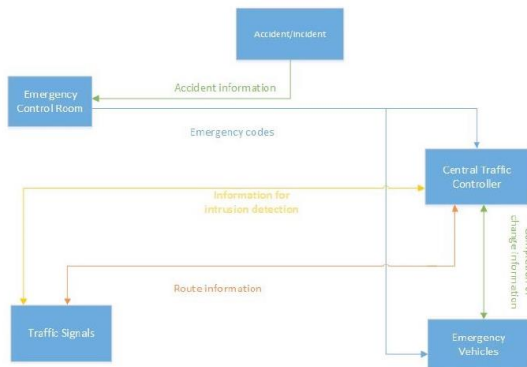 Accident/Incident
Accident information
Emergency
Control Room
Emergency codes
Central Traffic
Controller
Information for
intrusion detection
change information
Route information
Traffic Signals
Emergency
Vehicles